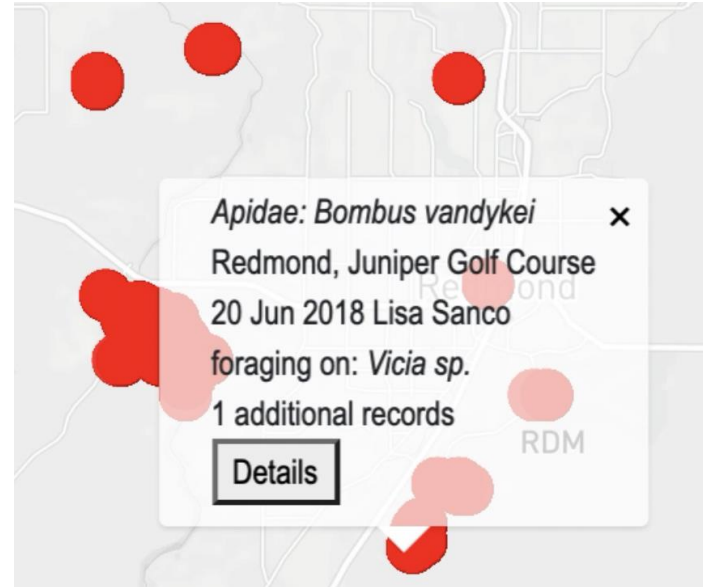 Apidae: Bombus vandykei
×
Redmond, Juniper Golf Course
Redmond
20 Jun 2018 Lisa Sanco
foraging on: Vicia sp.
1 additional records
RDM
Details